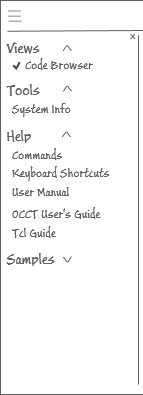 Views
Code Browser
Tools
System Info
Help
Commands
Keyboard Shortcuts
User Manual
OCCT User's Guide
Tcl Guide
Samples